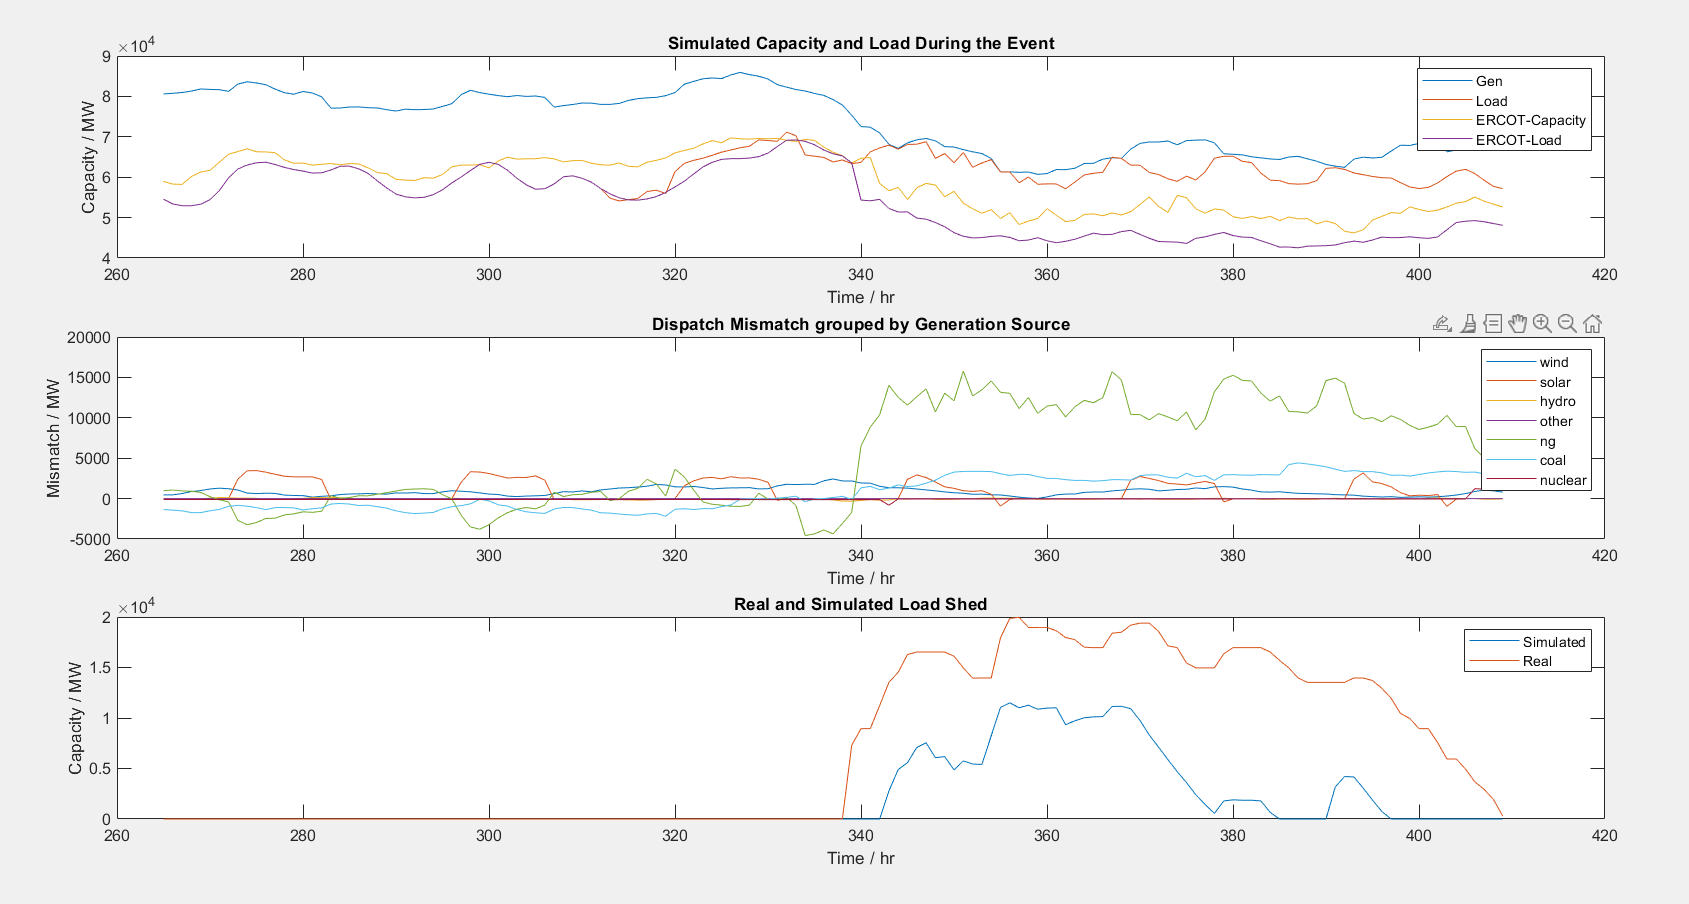 Simulated Capacity and Load During the Event
×10⁴
9
8
7
6
5
4
Capacity / MW
260 280 300 320 340 360 380 400 420
Time / hr
Gen
Load
ERCOT-Capacity
ERCOT-Load
Dispatch Mismatch grouped by Generation Source
20000
15000
10000
5000
0
-5000
Mismatch / MW
260 280 300 320 340 360 380 400 420
Time / hr
wind
solar
hydro
other
ng
coal
nuclear
Real and Simulated Load Shed
×10⁴
2
1.5
1
0.5
0
Capacity / MW
260 280 300 320 340 360 380 400 420
Time / hr
Simulated
Real